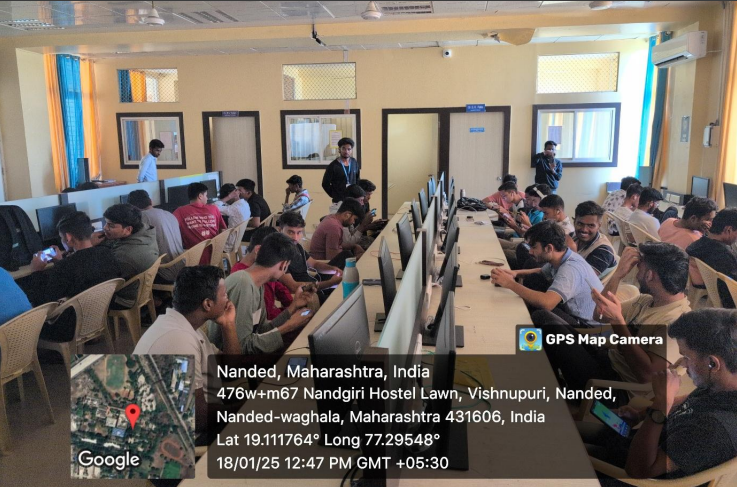 GPS Map Camera
Nanded, Maharashtra, India
476w+m67 Nandgiri Hostel Lawn, Vishnupuri, Nanded,
Nanded-waghala, Maharashtra 431606, India
Lat 19.111764° Long 77.29548°
18/01/25 12:47 PM GMT +05:30
Google